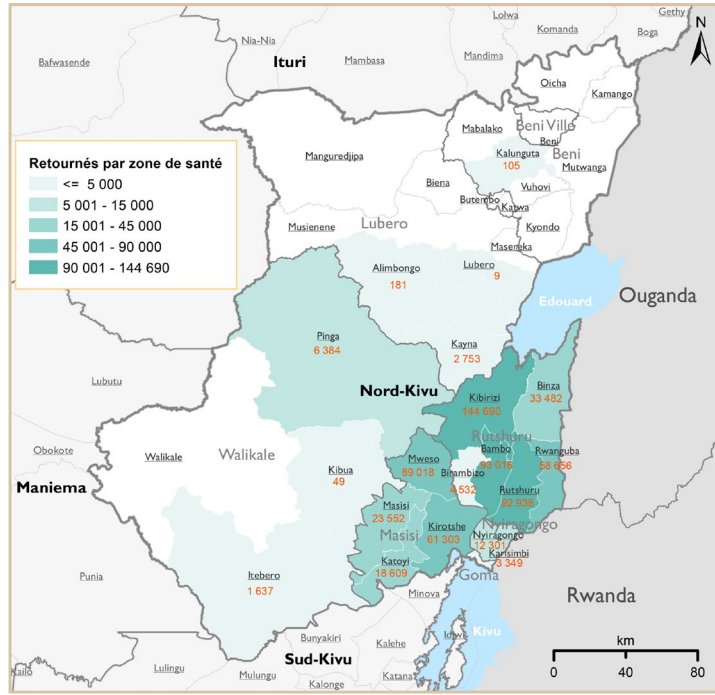 Gethy
Lolwa
Komanda
Boga
Nia-Nia
Bafwasende
Ituri
Mambasa
Mandima
N
Oicha
Kamango
Mabalako
Beni Ville
Beni
Kalunguta
105
Beni
Mutwanga
Manguredjipa
Biena
Vuhovi
Butembo
Katwa
Kyondo
Musienene
Lubero
Masereka
Retournés par zone de santé
<= 5 000
5 001 - 15 000
15 001 - 45 000
45 001 - 90 000
90 001 - 144 690
Alimbongo
181
Lubero
9
Edouard
Ouganda
Pinga
6 384
Kayna
2 753
Lubutu
Nord-Kivu
Kibirizi
144 690
Binza
33 482
Obokote
Walikale
Walikale
Rutshuru
Bambo
93 016
Rwanguba
58 656
Mweso
89 018
Birambizo
4 532
Kibua
49
Maniema
Rutshuru
92 938
Masisi
23 552
Kirotshe
61 303
Masisi
Nyiragongo
Nyiragongo
12 301
Karisimbi
3 349
Katoyi
18 609
Goma
Punia
Itebero
1 637
Minova
Rwanda
Bunyakiri
Kalehe
Idjwi
Kivu
Sud-Kivu
Kailo
Lulingu
Mulungu
Kalonge
Katana
km
0 40 80